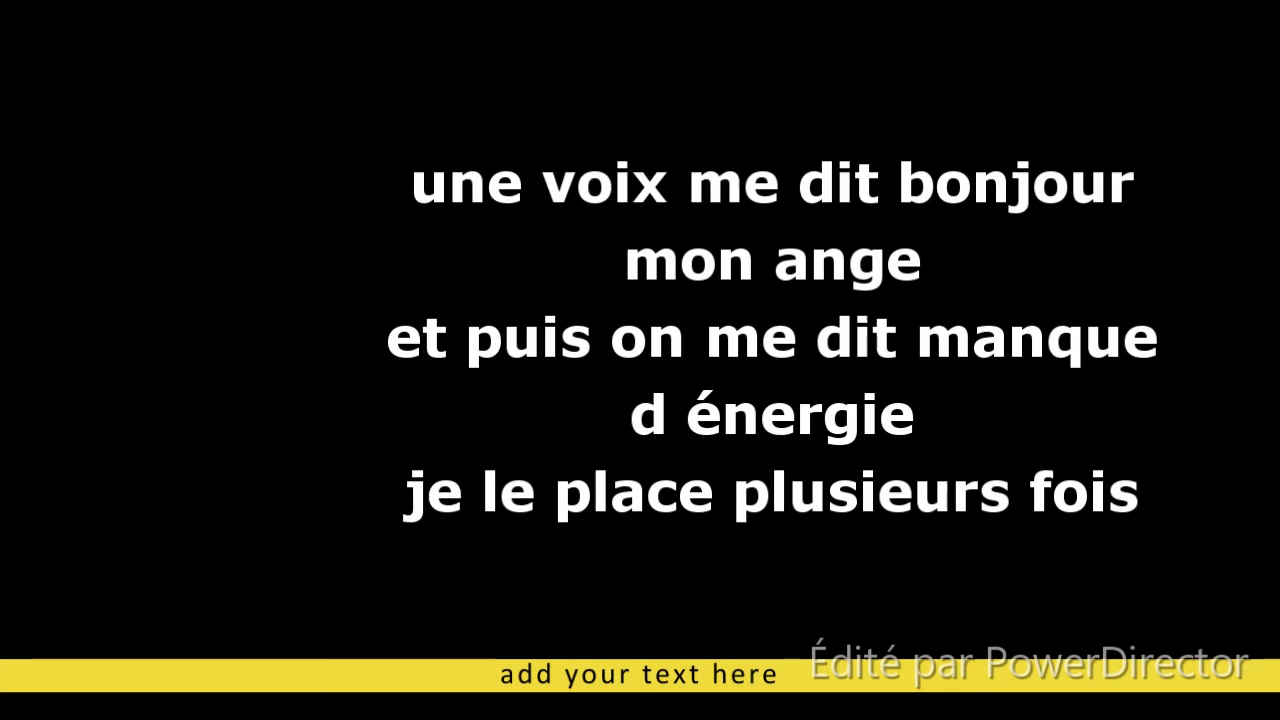 une voix me dit bonjour
mon ange
et puis on me dit manque
d énergie
je le place plusieurs fois
add your text here
Édité par PowerDirector